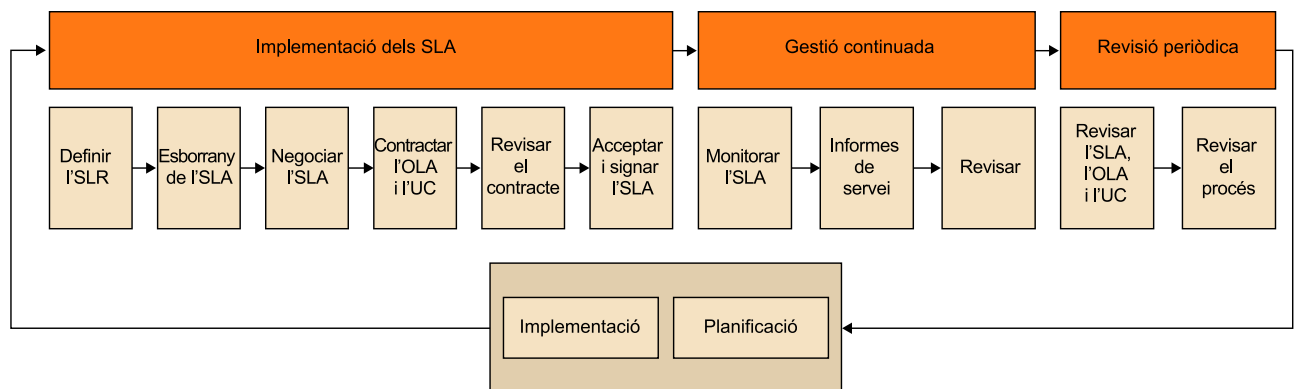 Implementació dels SLA
Gestió continuada
Revisió periòdica
Definir
l'SLR
Esborrany
de l'SLA
Negociar
l'SLA
Contractar
l'OLA
i l'UC
Revisar
el
contracte
Acceptar
i signar
l'SLA
Monitorar
l'SLA
Informes
de
servei
Revisar
Revisar
l'SLA,
l'OLA
i l'UC
Revisar
el
procés
Implementació
Planificació